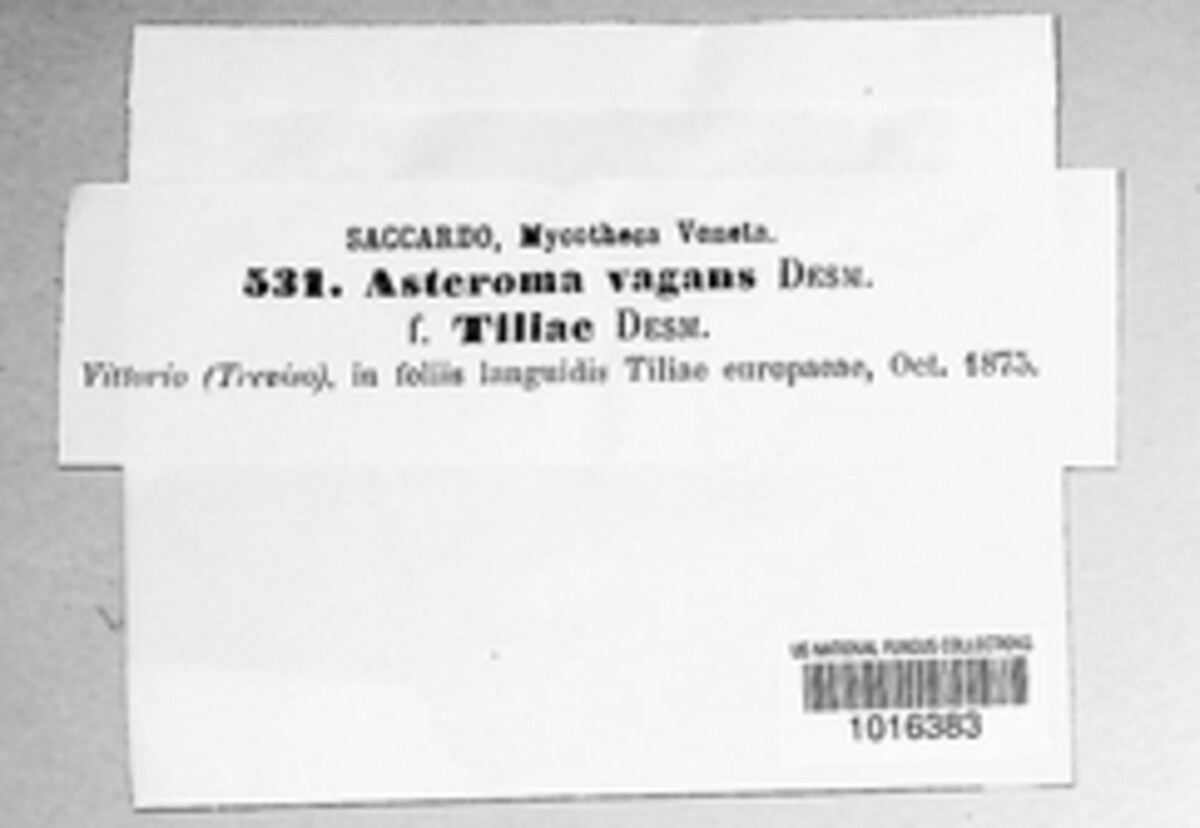 SACCARDO, Mycotheca Veneta.
531. Asteroma vagans DESM.
f. Tiliae DESM.
Vittorio (Treviso), in foliis languidis Tiliae europaeae, Oct. 1875.
US NATIONAL FUNGUS COLLECTIONS
1016383